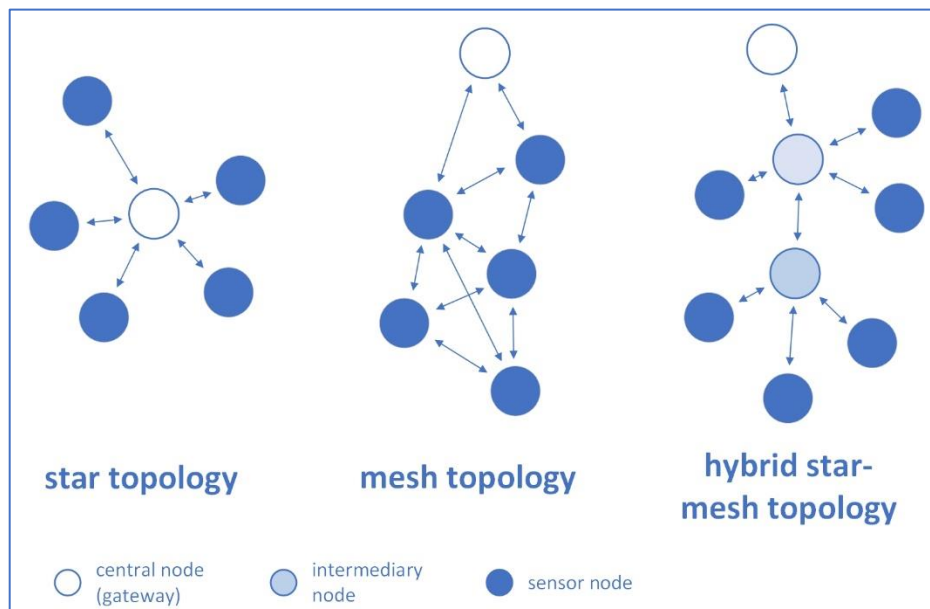 star topology
mesh topology
hybrid star-
mesh topology
central node
(gateway)
intermediary
node
sensor node